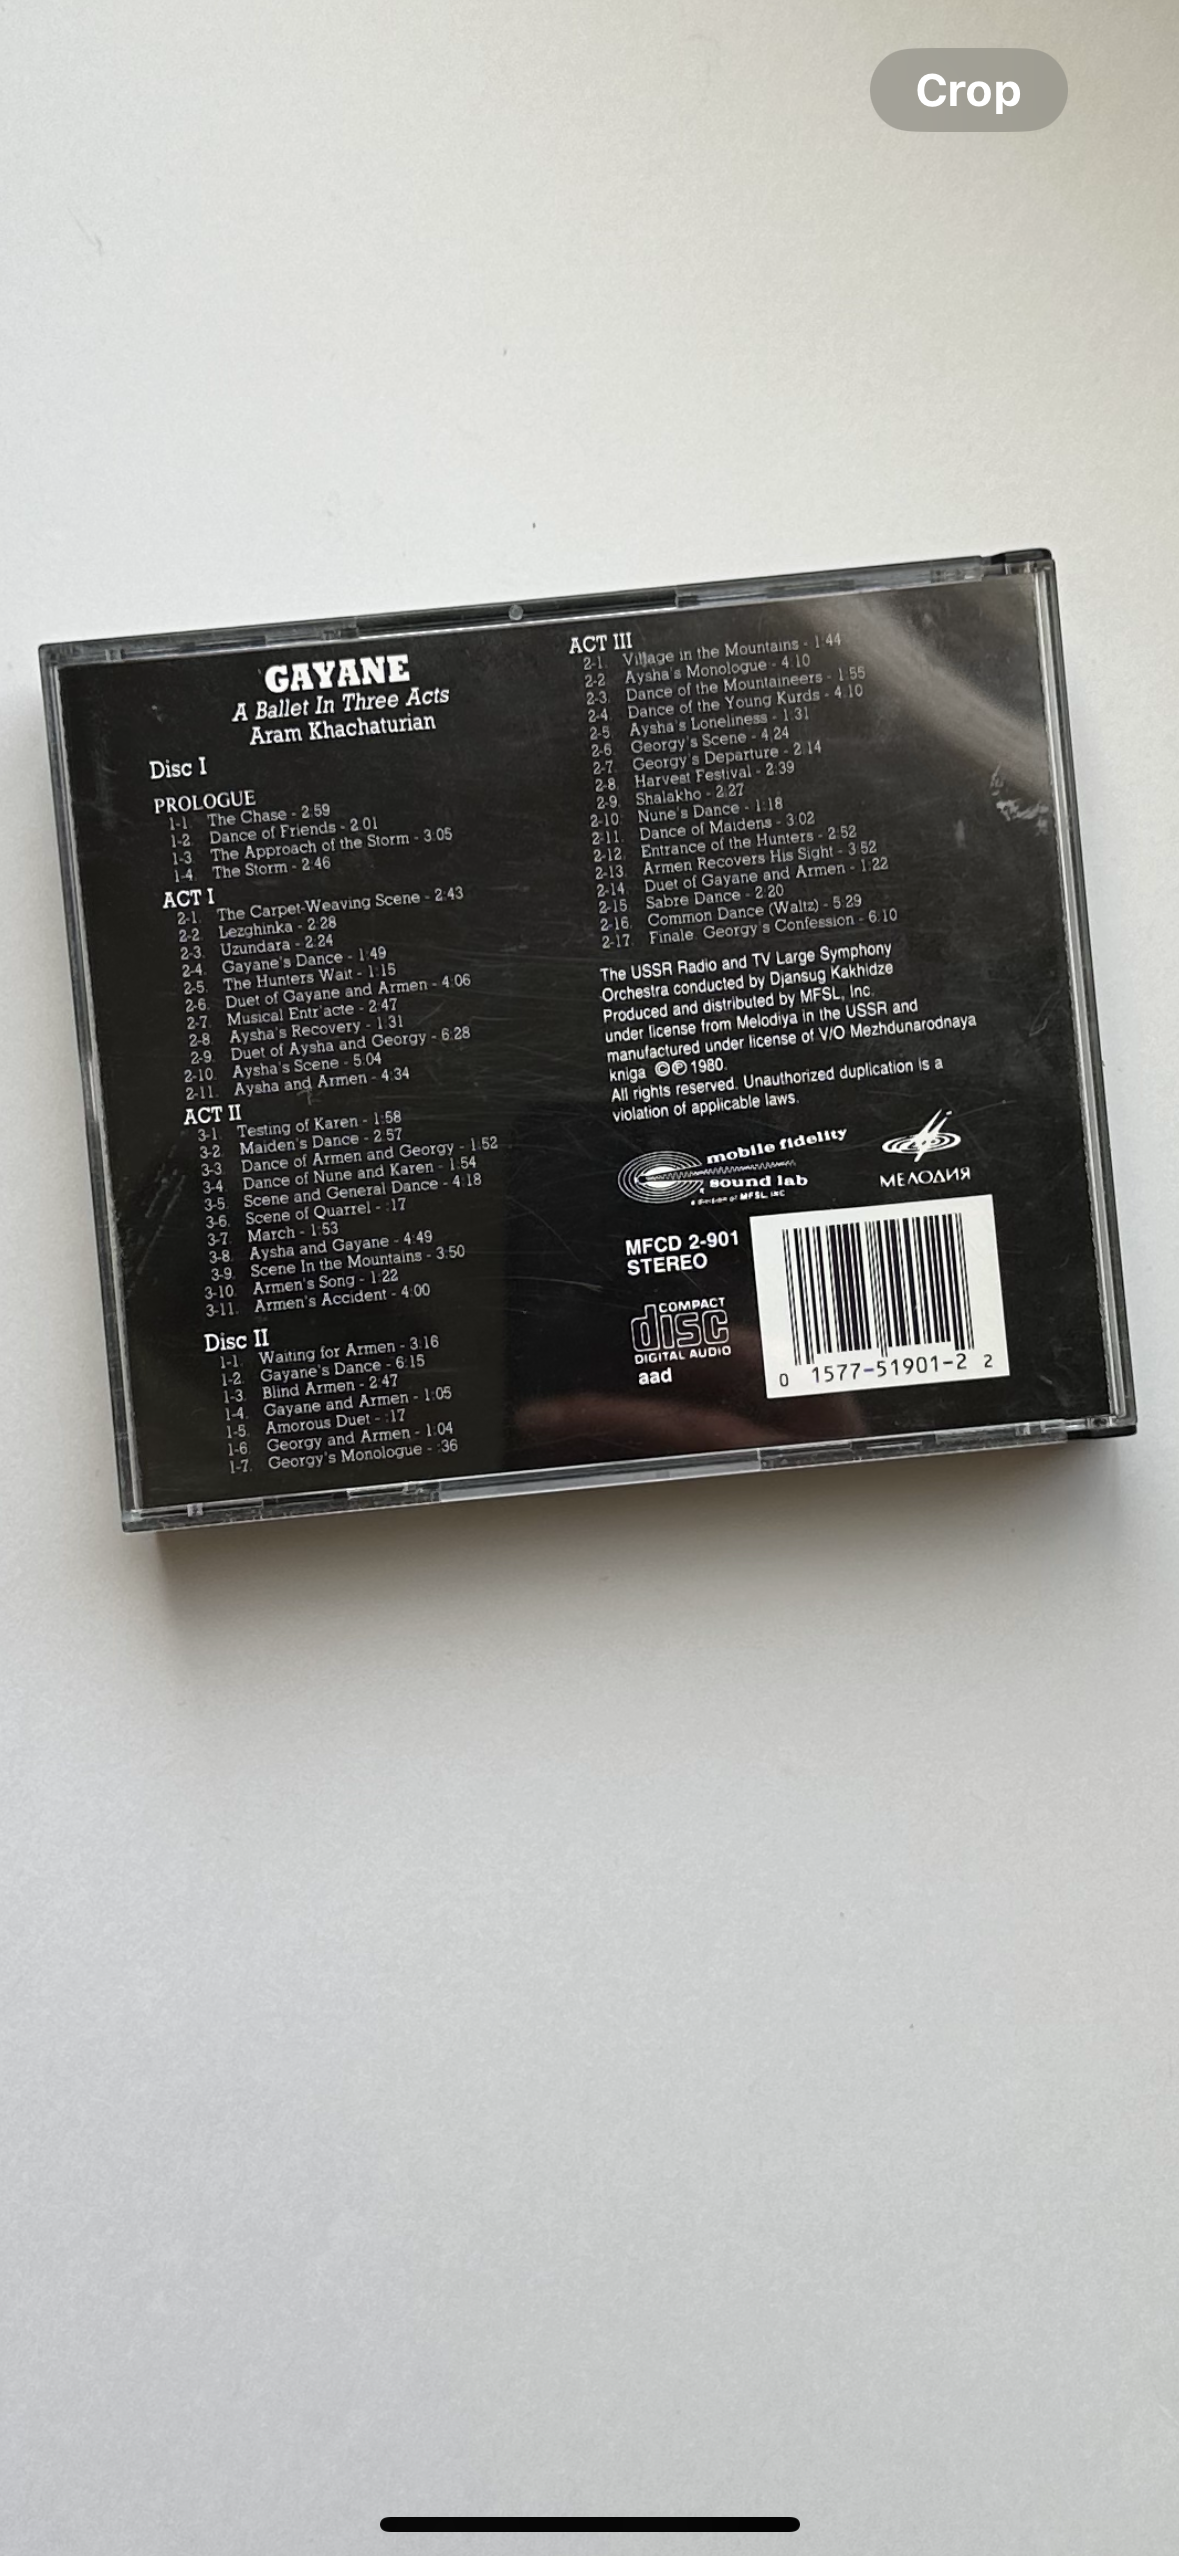 Crop
GAYANE
A Ballet In Three Acts
Aram Khachaturian
Disc I
PROLOGUE
1-1. The Chase - 2:59
1-2. Dance of Friends - 2:01
1-3. The Approach of the Storm - 3:05
1-4. The Storm - 2:46
ACT I
2-1. The Carpet-Weaving Scene - 2:43
2-2. Lezghinka - 2:28
2-3. Uzundara - 2:24
2-4. Gayane's Dance - 1:49
2-5. The Hunters Wait - 1:15
2-6. Duet of Gayane and Armen - 4:06
2-7. Musical Entr'acte - 2:47
2-8. Aysha's Recovery - 1:31
2-9. Duet of Aysha and Georgy - 6:28
2-10. Aysha's Scene - 5:04
2-11. Aysha and Armen - 4:34
ACT II
3-1. Testing of Karen - 1:58
3-2. Maiden's Dance - 2:57
3-3. Dance of Armen and Georgy - 1:52
3-4. Dance of Nune and Karen - 1:54
3-5. Scene and General Dance - 4:18
3-6. Scene of Quarrel - :17
3-7. March - 1:53
3-8. Aysha and Gayane - 4:49
3-9. Scene In the Mountains - 3:50
3-10. Armen's Song - 1:22
3-11. Armen's Accident - 4:00
Disc II
1-1. Waiting for Armen - 3:16
1-2. Gayane's Dance - 6:15
1-3. Blind Armen - 2:47
1-4. Gayane and Armen - 1:05
1-5. Amorous Duet - :17
1-6. Georgy and Armen - 1:04
1-7. Georgy's Monologue - :36
ACT III
2-1. Village in the Mountains - 1:44
2-2. Aysha's Monologue - 4:10
2-3. Dance of the Mountaineers - 1:55
2-4. Dance of the Young Kurds - 4:10
2-5. Aysha's Loneliness - 1:31
2-6. Georgy's Scene - 4:24
2-7. Georgy's Departure - 2:14
2-8. Harvest Festival - 2:39
2-9. Shalakho - 2:27
2-10. Nune's Dance - 1:18
2-11. Dance of Maidens - 3:02
2-12. Entrance of the Hunters - 2:52
2-13. Armen Recovers His Sight - 3:52
2-14. Duet of Gayane and Armen - 1:22
2-15. Sabre Dance - 2:20
2-16. Common Dance (Waltz) - 5:29
2-17. Finale. Georgy's Confession - 6:10
The USSR Radio and TV Large Symphony
Orchestra conducted by Djansug Kakhidze
Produced and distributed by MFSL, Inc.
under license from Melodiya in the USSR and
manufactured under license of V/O Mezhdunarodnaya
kniga ©℗ 1980.
All rights reserved. Unauthorized duplication is a
violation of applicable laws.
mobile fidelity
sound lab
a division of MFSL, INC
МЕЛОДИЯ
MFCD 2-901
STEREO
COMPACT
disc
DIGITAL AUDIO
aad
0 1577-51901-2 2